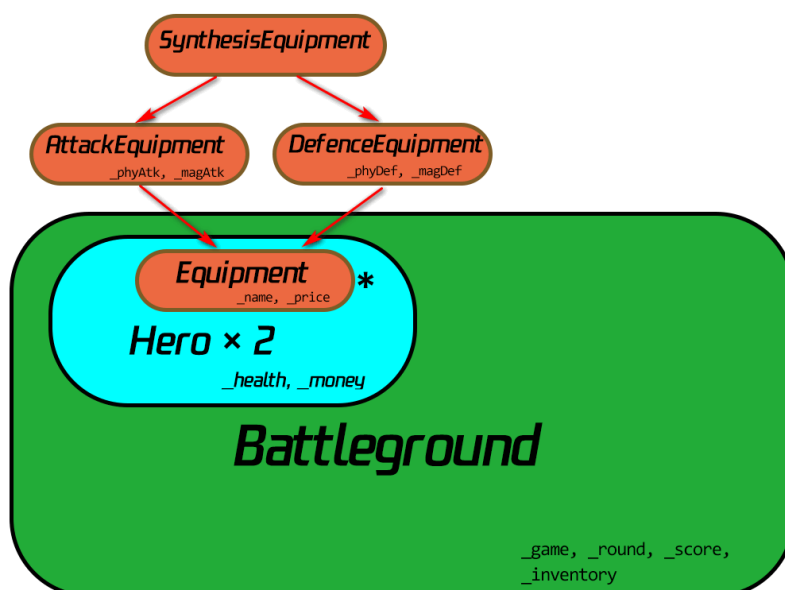 SynthesisEquipment
AttackEquipment
_phyAtk, _magAtk
DefenceEquipment
_phyDef, _magDef
Equipment *
_name, _price
Hero × 2
_health, _money
Battleground
_game, _round, _score,
_inventory